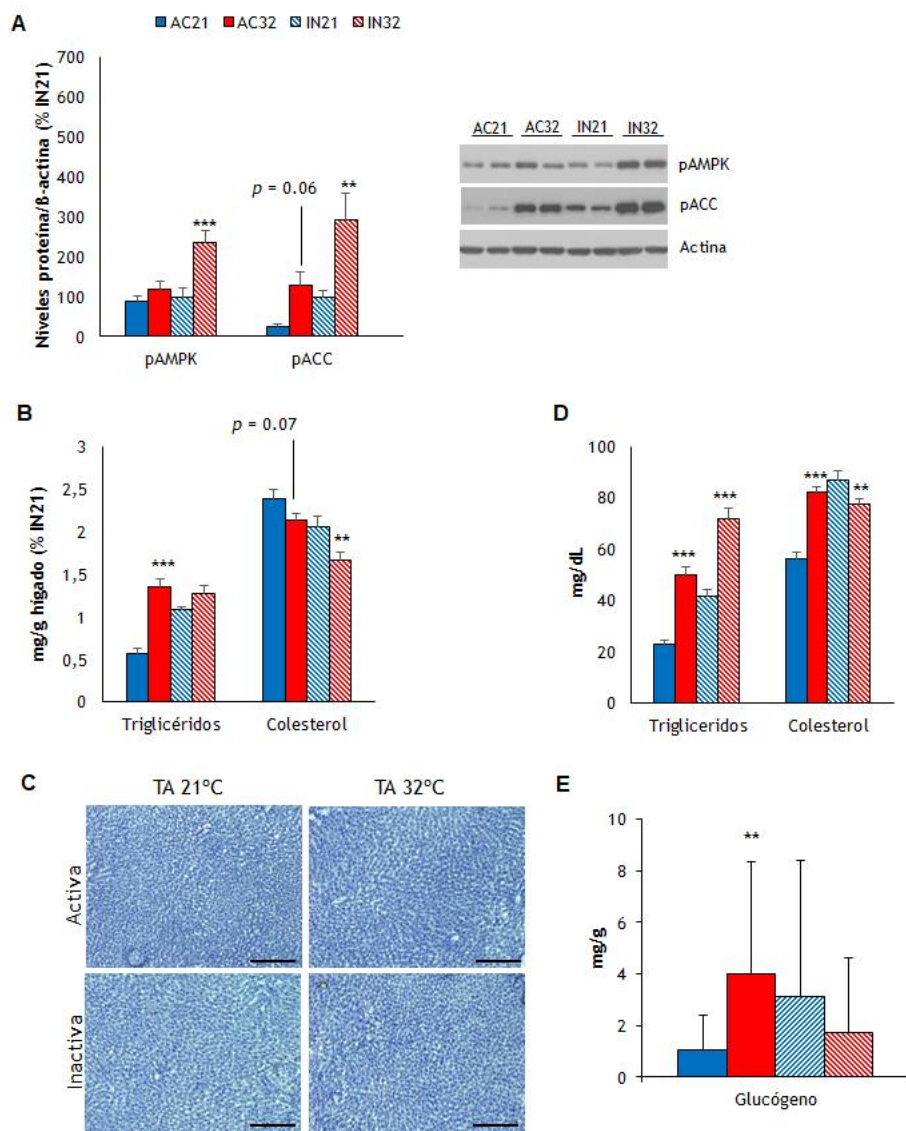 A
AC21 AC32 IN21 IN32
Niveles proteína/ß-actina (% IN21)
700
600
500
400
300
200
100
0
p = 0.06
***
**
pAMPK pACC
AC21 AC32 IN21 IN32
pAMPK
pACC
Actina
B
mg/g hígado (% IN21)
3
2,5
2
1,5
1
0,5
0
p = 0.07
***
**
Triglicéridos Colesterol
D
mg/dL
100
80
60
40
20
0
***
***
***
**
Trigliceridos Colesterol
C
TA 21ºC TA 32ºC
Activa
Inactiva
E
mg/g
10
8
6
4
2
0
**
Glucógeno